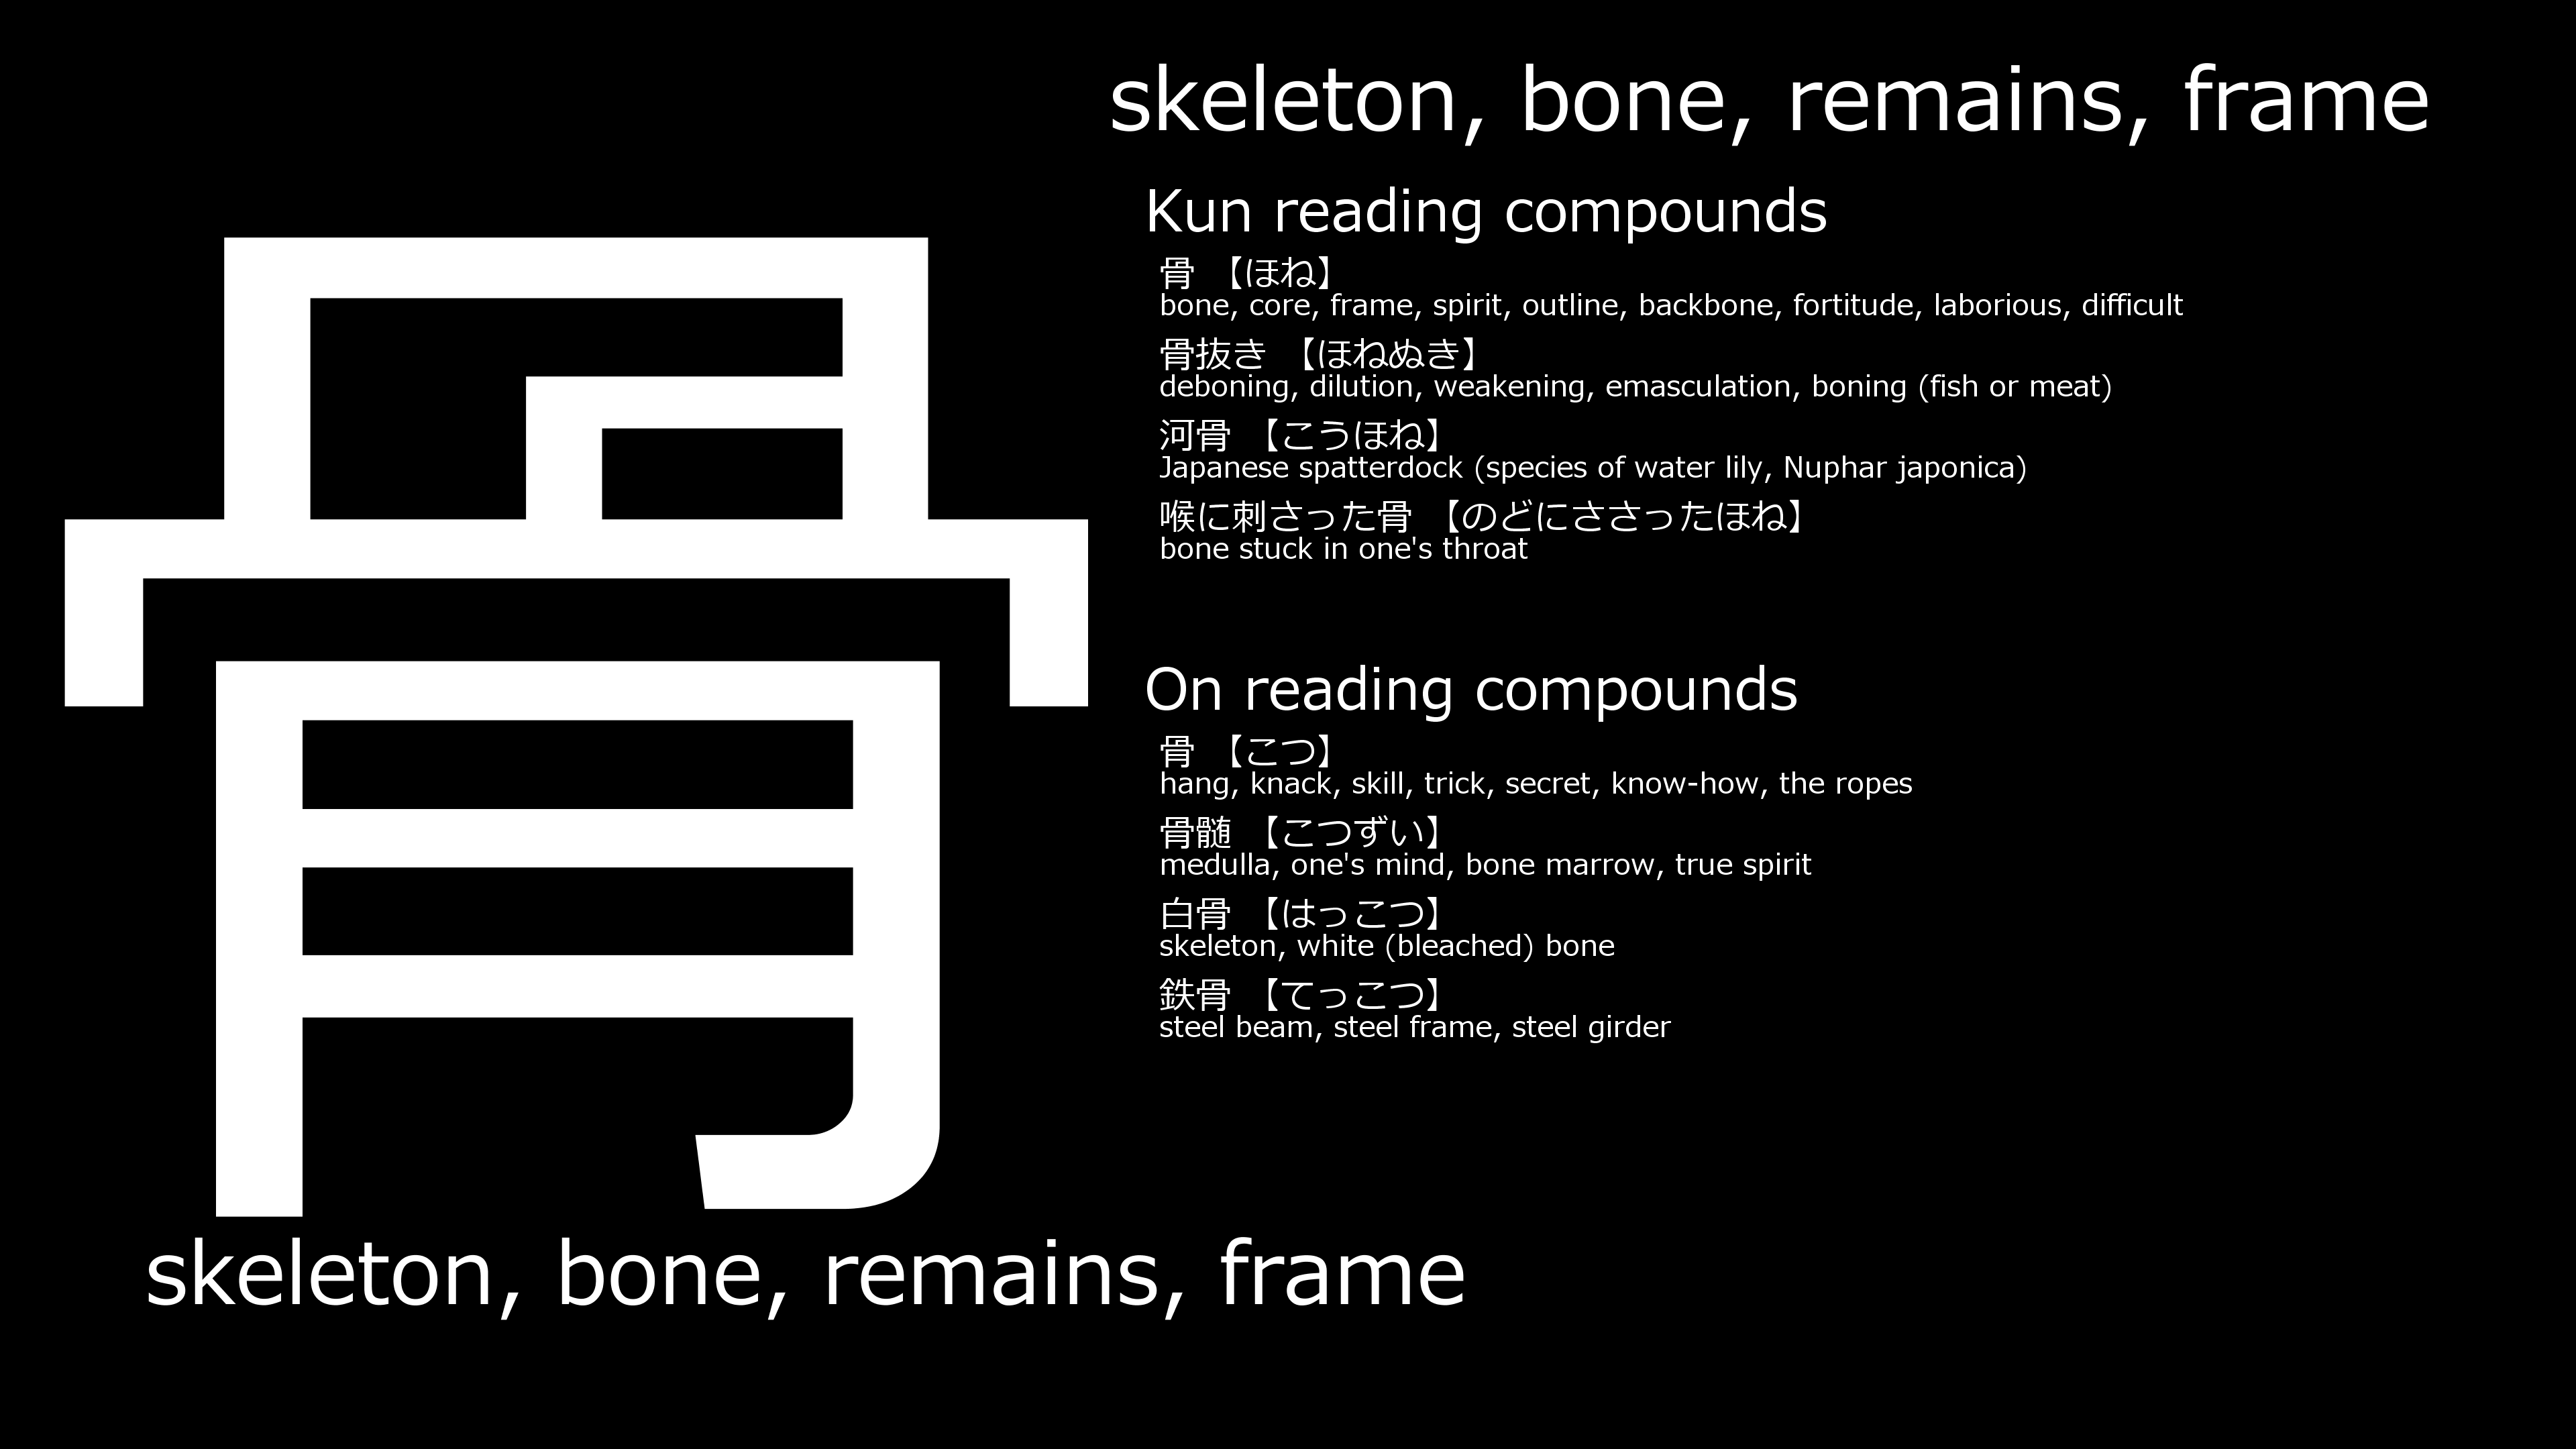 骨
skeleton, bone, remains, frame
skeleton, bone, remains, frame
Kun reading compounds
骨 【ほね】
bone, core, frame, spirit, outline, backbone, fortitude, laborious, difficult
骨抜き 【ほねぬき】
deboning, dilution, weakening, emasculation, boning (fish or meat)
河骨 【こうほね】
Japanese spatterdock (species of water lily, Nuphar japonica)
喉に刺さった骨 【のどにささったほね】
bone stuck in one's throat
On reading compounds
骨 【こつ】
hang, knack, skill, trick, secret, know-how, the ropes
骨髄 【こつずい】
medulla, one's mind, bone marrow, true spirit
白骨 【はっこつ】
skeleton, white (bleached) bone
鉄骨 【てっこつ】
steel beam, steel frame, steel girder